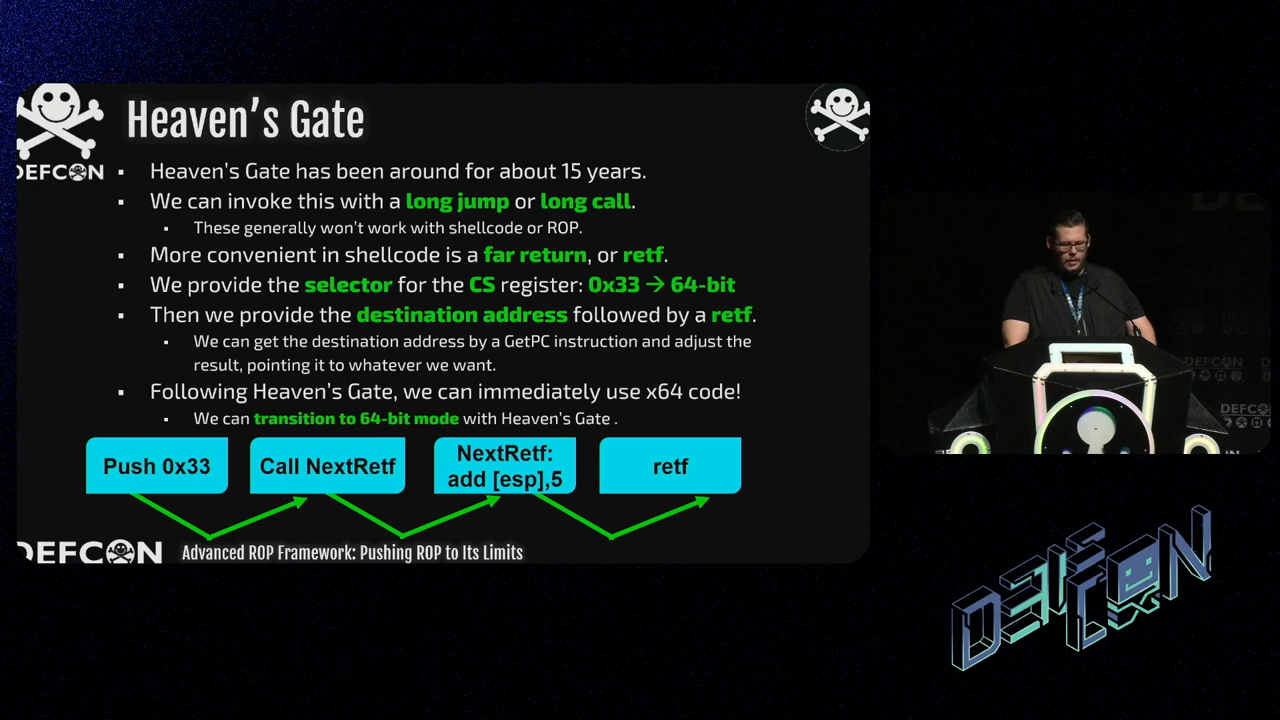 Heaven's Gate
DEFCON
▪ Heaven's Gate has been around for about 15 years.
▪ We can invoke this with a long jump or long call.
▪ These generally won't work with shellcode or ROP.
▪ More convenient in shellcode is a far return, or retf.
▪ We provide the selector for the CS register: 0x33 → 64-bit
▪ Then we provide the destination address followed by a retf.
▪ We can get the destination address by a GetPC instruction and adjust the
result, pointing it to whatever we want.
▪ Following Heaven's Gate, we can immediately use x64 code!
▪ We can transition to 64-bit mode with Heaven's Gate .
Push 0x33
Call NextRetf
NextRetf:
add [esp],5
retf
DEFCON
Advanced ROP Framework: Pushing ROP to Its Limits
DEFCON